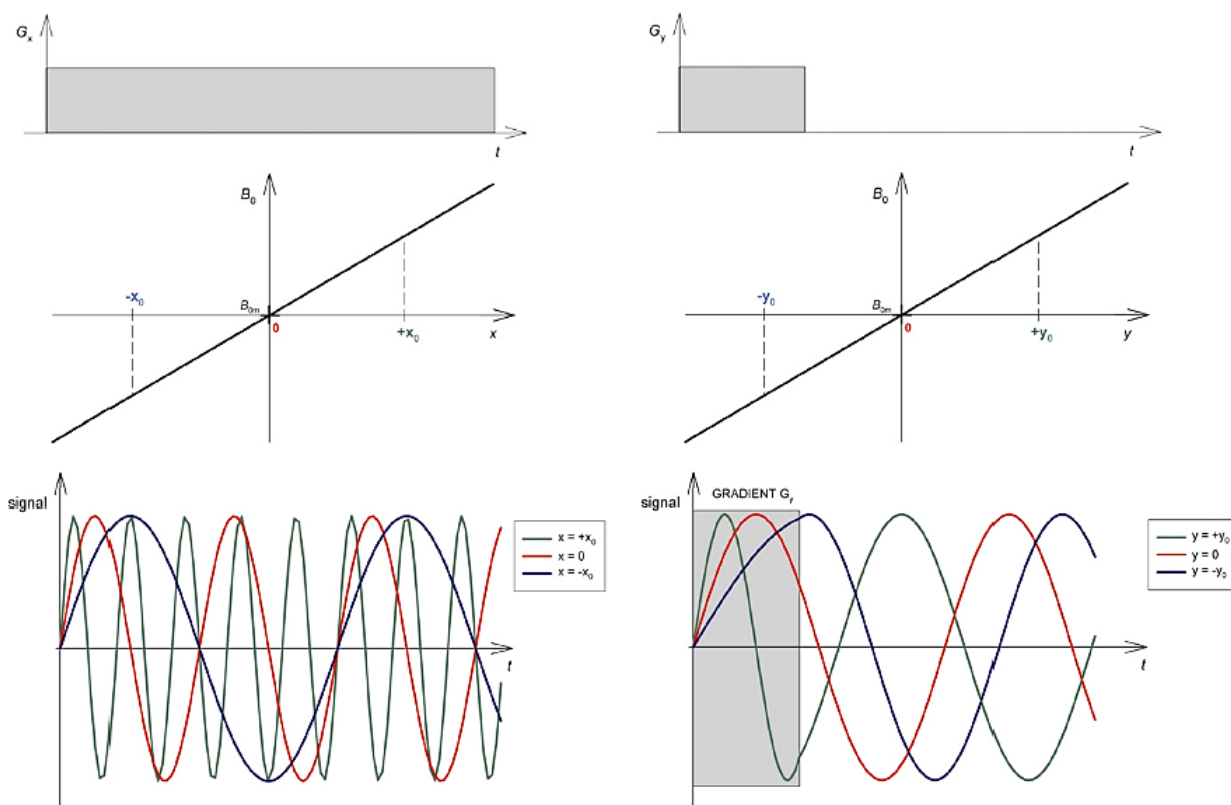 Gx
t
Gy
t
B0
-x0
B0m
0
+x0
x
B0
-y0
B0m
0
+y0
y
signal
x = +x0
x = 0
x = -x0
t
signal
GRADIENT Gy
y = +y0
y = 0
y = -y0
t